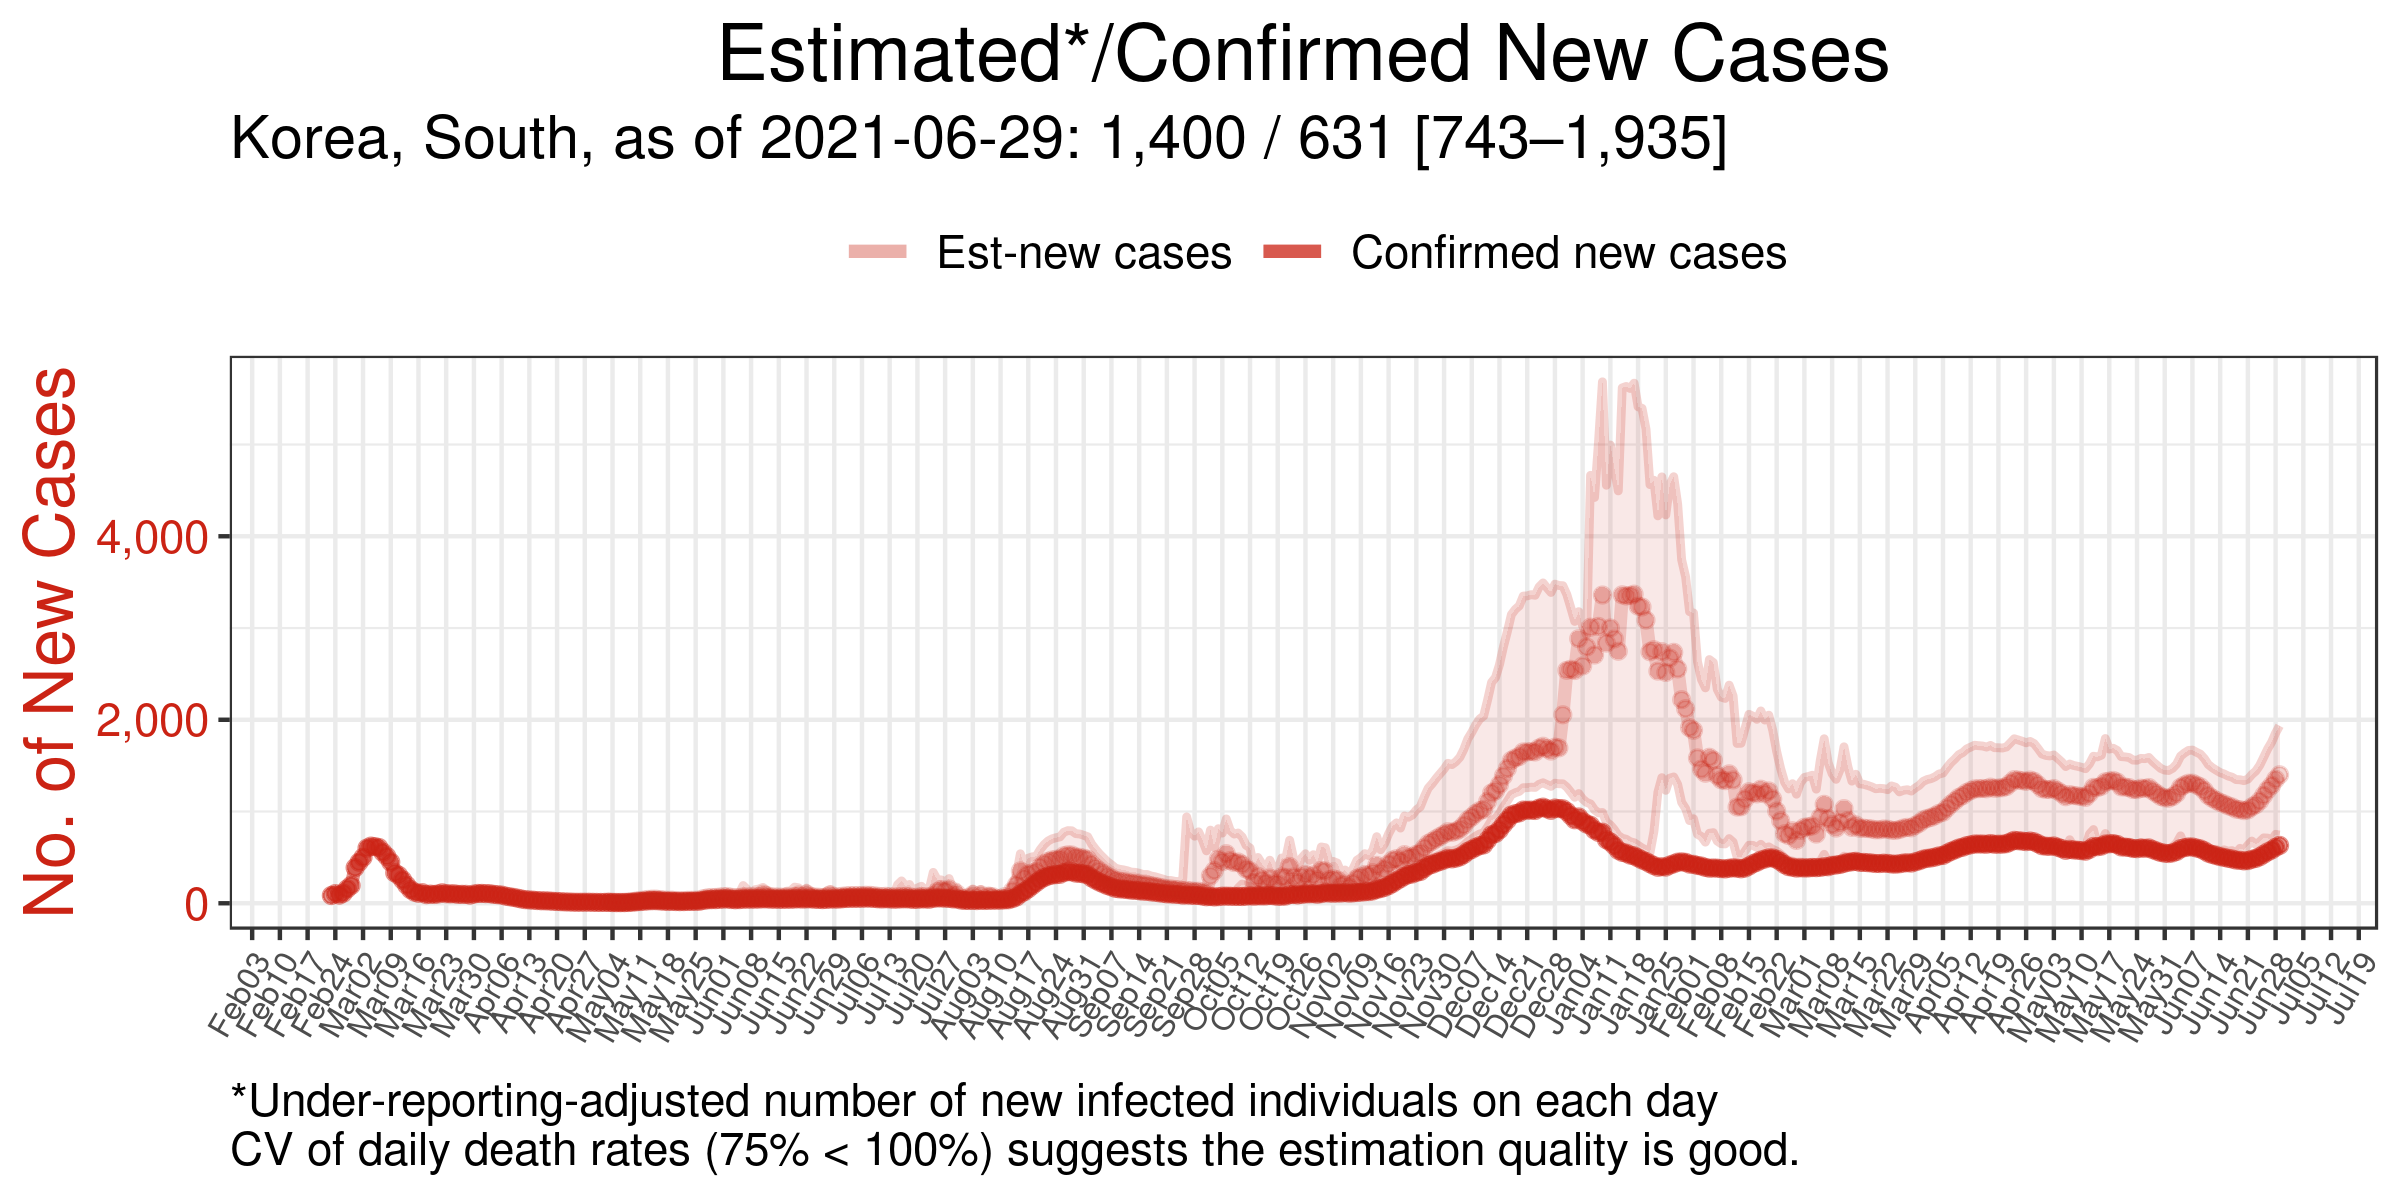 Estimated*/Confirmed New Cases
Korea, South, as of 2021-06-29: 1,400 / 631 [743–1,935]
Est-new cases
Confirmed new cases
No. of New Cases
4,000
2,000
0
Feb03
Feb10
Feb17
Feb24
Mar02
Mar09
Mar16
Mar23
Mar30
Apr06
Apr13
Apr20
Apr27
May04
May11
May18
May25
Jun01
Jun08
Jun15
Jun22
Jun29
Jul06
Jul13
Jul20
Jul27
Aug03
Aug10
Aug17
Aug24
Aug31
Sep07
Sep14
Sep21
Sep28
Oct05
Oct12
Oct19
Oct26
Nov02
Nov09
Nov16
Nov23
Nov30
Dec07
Dec14
Dec21
Dec28
Jan04
Jan11
Jan18
Jan25
Feb01
Feb08
Feb15
Feb22
Mar01
Mar08
Mar15
Mar22
Mar29
Apr05
Apr12
Apr19
Apr26
May03
May10
May17
May24
May31
Jun07
Jun14
Jun21
Jun28
Jul05
Jul12
Jul19
*Under-reporting-adjusted number of new infected individuals on each day
CV of daily death rates (75% < 100%) suggests the estimation quality is good.